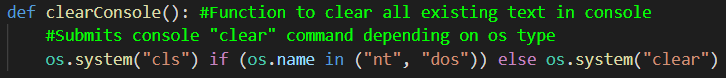 def clearConsole(): #Function to clear all existing text in console
    #Submits console "clear" command depending on os type
    os.system("cls") if (os.name in ("nt", "dos")) else os.system("clear")